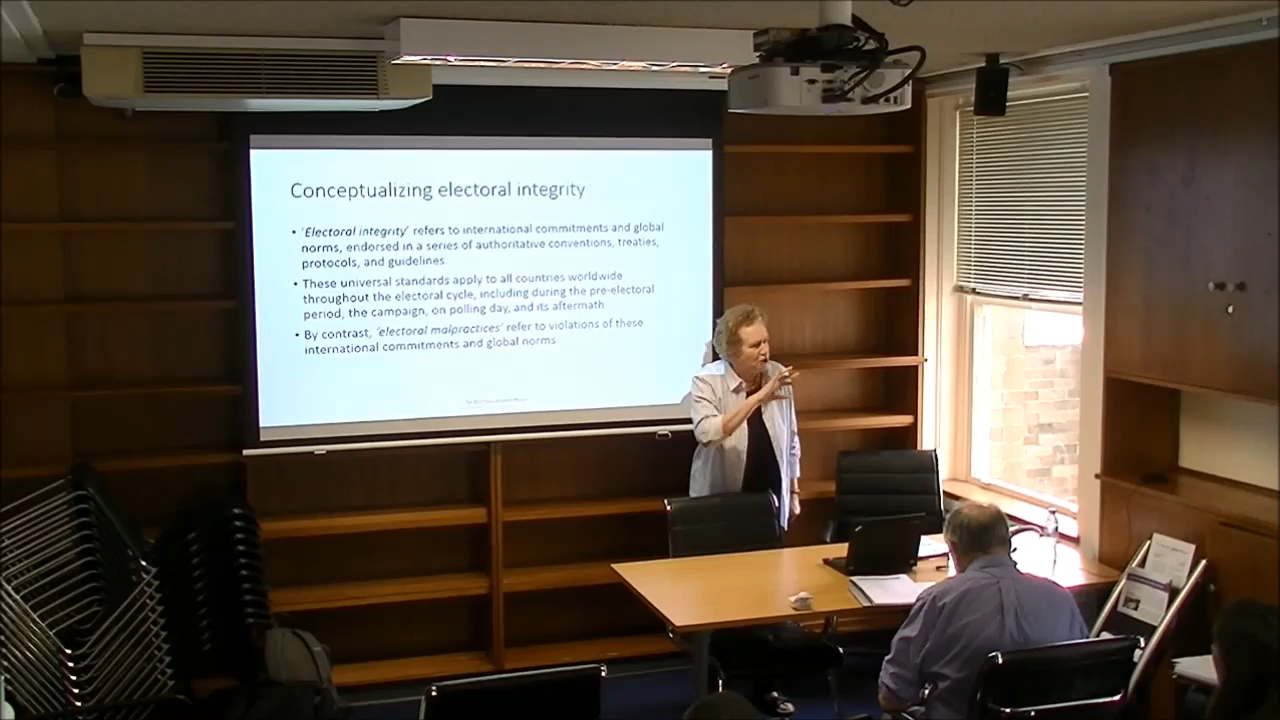 Conceptualizing electoral integrity
• 'Electoral integrity' refers to international commitments and global
norms, endorsed in a series of authoritative conventions, treaties,
protocols, and guidelines.
• These universal standards apply to all countries worldwide
throughout the electoral cycle, including during the pre-electoral
period, the campaign, on polling day, and its aftermath
• By contrast, 'electoral malpractices' refer to violations of these
international commitments and global norms